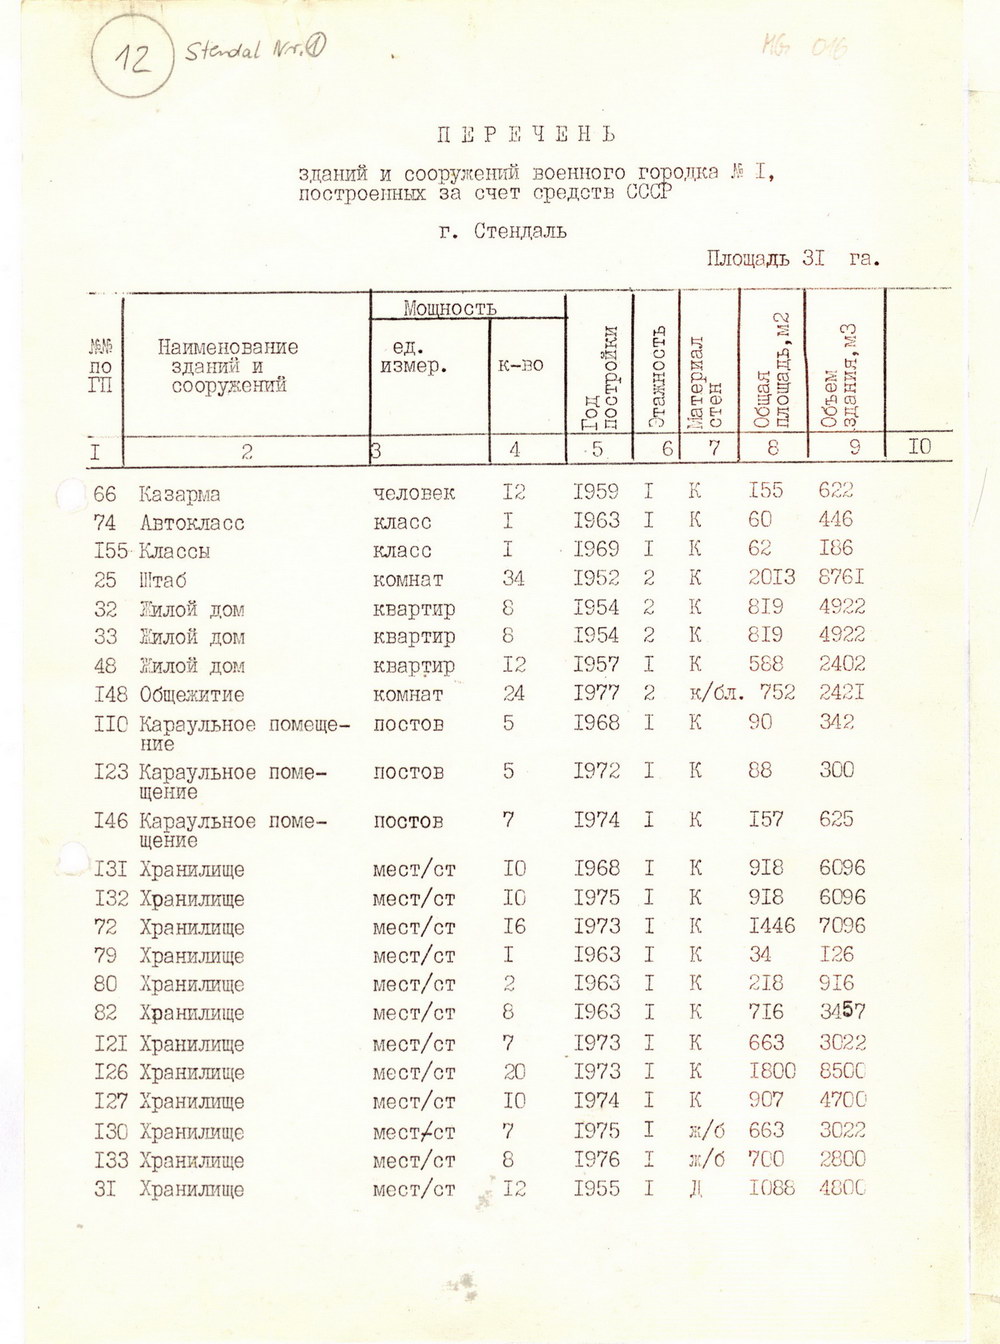 12 Stendal Nr. 1
MGr 016
П Е Р Е Ч Е Н Ь
зданий и сооружений военного городка № I,
построенных за счет средств СССР
г. Стендаль
Площадь 3I га.
№№ по ГП | Наименование зданий и сооружений | Мощность ед. измер. | к-во | Год постройки | Этажность | Материал стен | Общая площадь,м2 | Объем здания,м3
I 2 3 4 5 6 7 8 9 IO
66 Казарма человек I2 I959 I К I55 622
74 Автокласс класс I I963 I К 60 446
I55 Классы класс I I969 I К 62 I86
25 Штаб комнат 34 I952 2 К 20I3 876I
32 Жилой дом квартир 8 I954 2 К 8I9 4922
33 Жилой дом квартир 8 I954 2 К 8I9 4922
48 Жилой дом квартир I2 I957 I К 588 2402
I48 Общежитие комнат 24 I977 2 к/бл. 752 242I
II0 Караульное помеще- постов 5 I968 I К 90 342
ние
I23 Караульное поме- постов 5 I972 I К 88 300
щение
I46 Караульное поме- постов 7 I974 I К I57 625
щение
I3I Хранилище мест/ст I0 I968 I К 9I8 6096
I32 Хранилище мест/ст I0 I975 I К 9I8 6096
72 Хранилище мест/ст I6 I973 I К I446 7096
79 Хранилище мест/ст I I963 I К 34 I26
80 Хранилище мест/ст 2 I963 I К 2I8 9I6
82 Хранилище мест/ст 8 I963 I К 7I6 3457
I2I Хранилище мест/ст 7 I973 I К 663 3022
I26 Хранилище мест/ст 20 I973 I К I800 8500
I27 Хранилище мест/ст I0 I974 I К 907 4700
I30 Хранилище мест/ст 7 I975 I ж/б 663 3022
I33 Хранилище мест/ст 8 I976 I ж/б 700 2800
3I Хранилище мест/ст I2 I955 I Д I088 4800